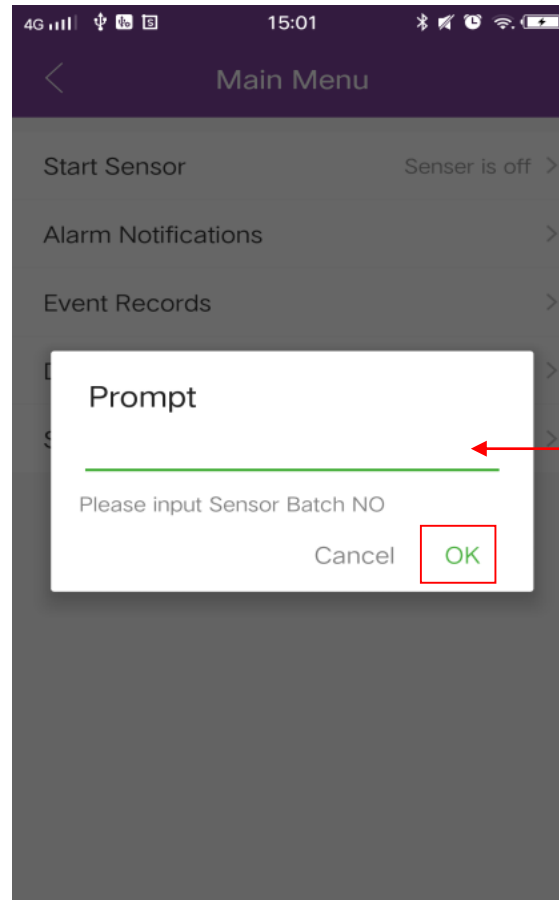 4G 15:01
Main Menu
Start Sensor Senser is off
Alarm Notifications
Event Records
Prompt
Please input Sensor Batch NO
Cancel OK